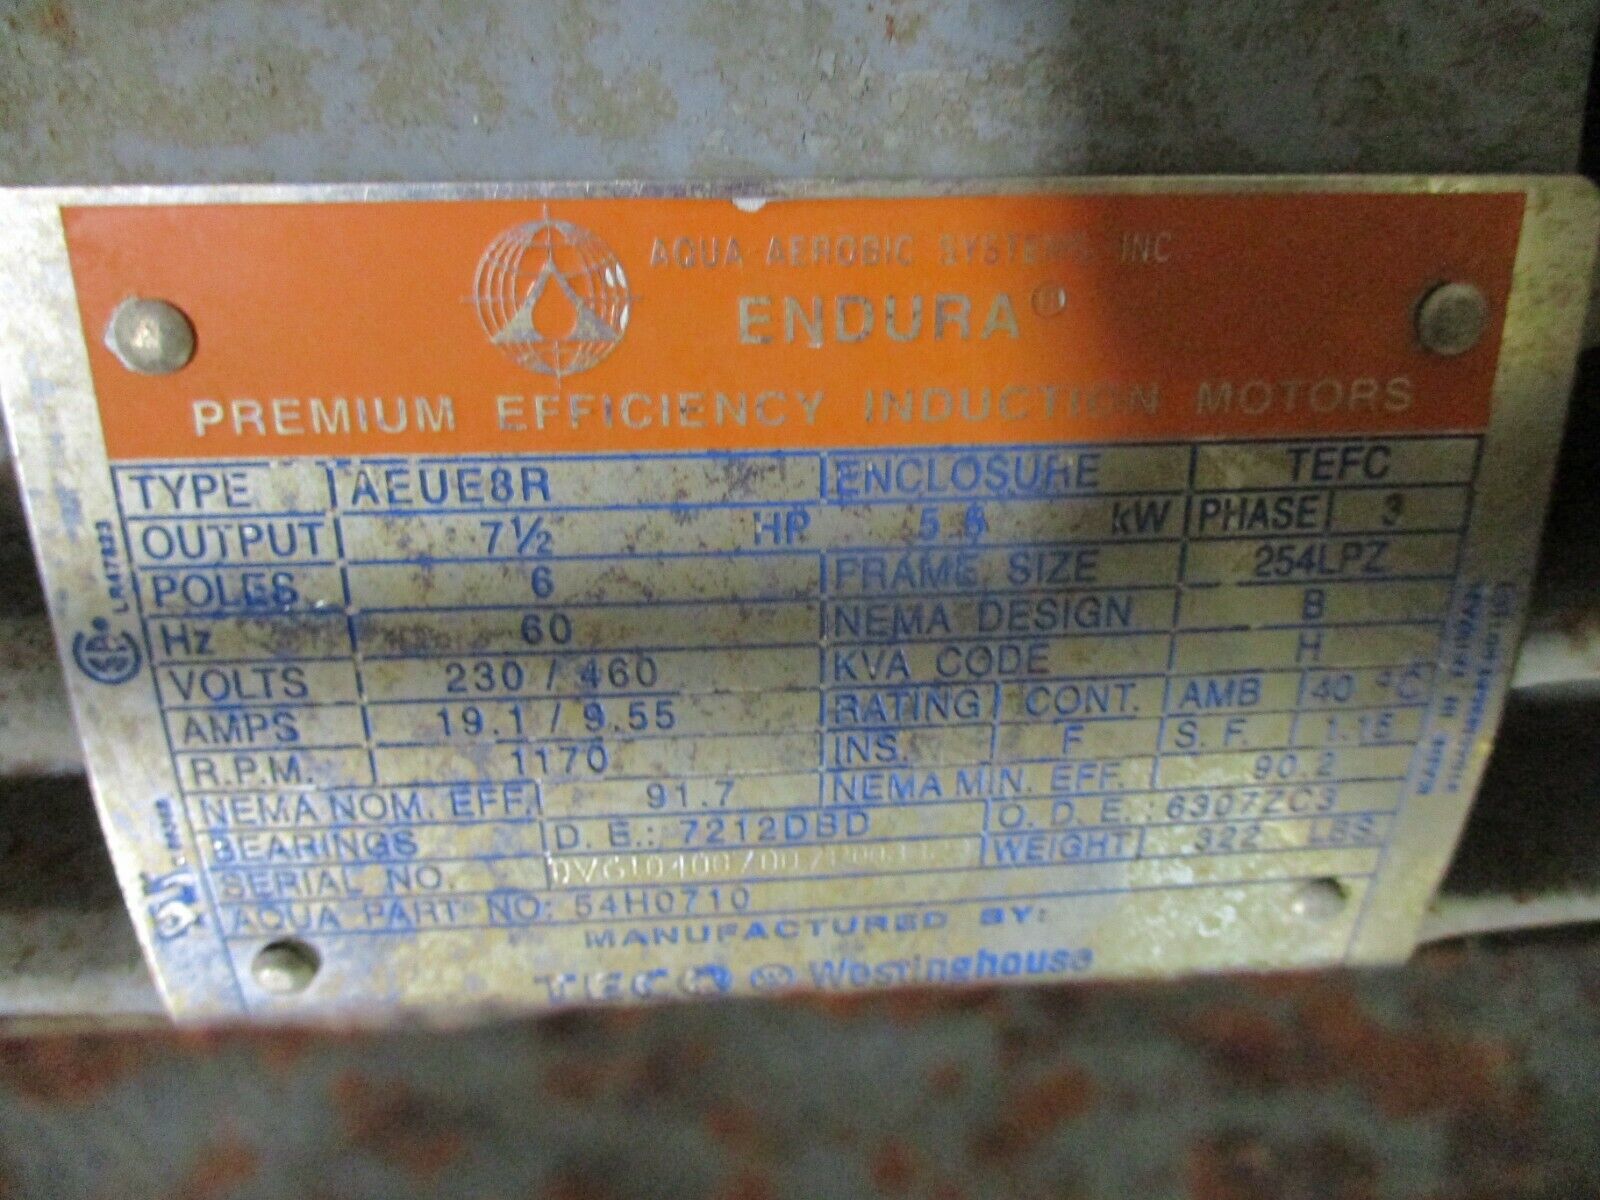 AQUA-AEROBIC SYSTEMS, INC
ENDURA®
PREMIUM EFFICIENCY INDUCTION MOTORS
TYPE AEUE8R ENCLOSURE TEFC
OUTPUT 7½ HP 5.6 kW PHASE 3
POLES 6 FRAME SIZE 254LPZ
Hz 60 NEMA DESIGN B
VOLTS 230 / 460 KVA CODE H
AMPS 19.1 / 9.55 RATING CONT. AMB 40 °C
R.P.M. 1170 INS. F S. F. 1.15
NEMA NOM. EFF. 91.7 NEMA MIN. EFF. 90.2
BEARINGS D. E.: 7212DBD O. D. E.: 6307ZC3
SERIAL NO. WEIGHT 322 LBS
AQUA PART NO: 54H0710
MANUFACTURED BY:
TECO Westinghouse
LR47823